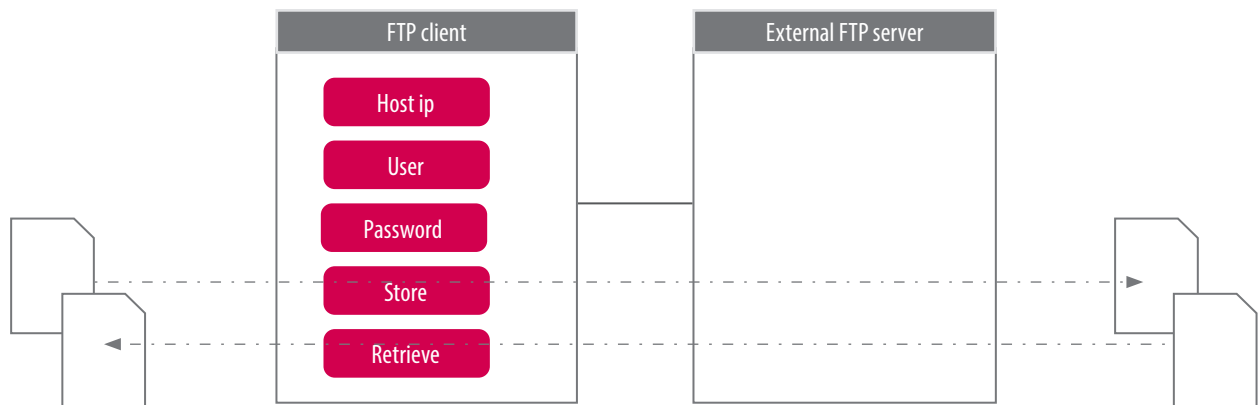 FTP client
External FTP server
Host ip
User
Password
Store
Retrieve